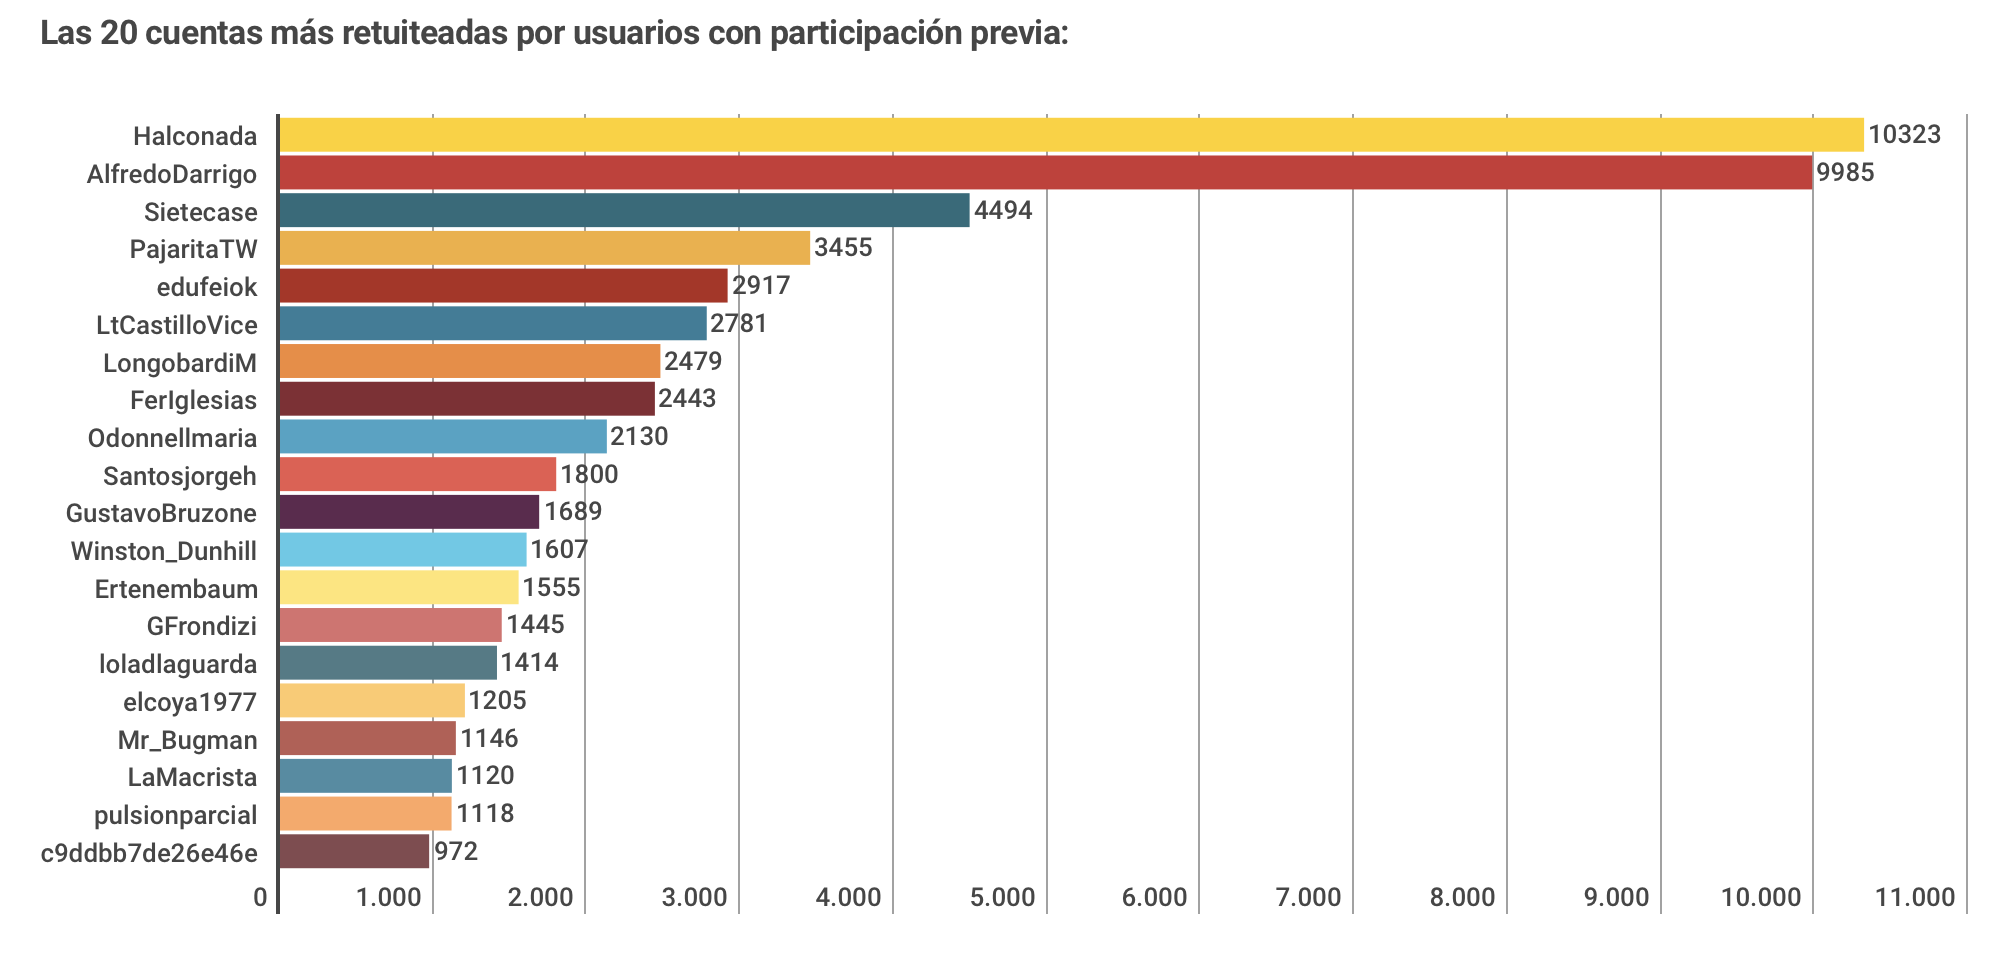 Las 20 cuentas más retuiteadas por usuarios con participación previa:
Halconada 10323
AlfredoDarrigo 9985
Sietecase 4494
PajaritaTW 3455
edufeiok 2917
LtCastilloVice 2781
LongobardiM 2479
FerIglesias 2443
Odonnellmaria 2130
Santosjorgeh 1800
GustavoBruzone 1689
Winston_Dunhill 1607
Ertenembaum 1555
GFrondizi 1445
loladlaguarda 1414
elcoya1977 1205
Mr_Bugman 1146
LaMacrista 1120
pulsionparcial 1118
c9ddbb7de26e46e 972
0 1.000 2.000 3.000 4.000 5.000 6.000 7.000 8.000 9.000 10.000 11.000